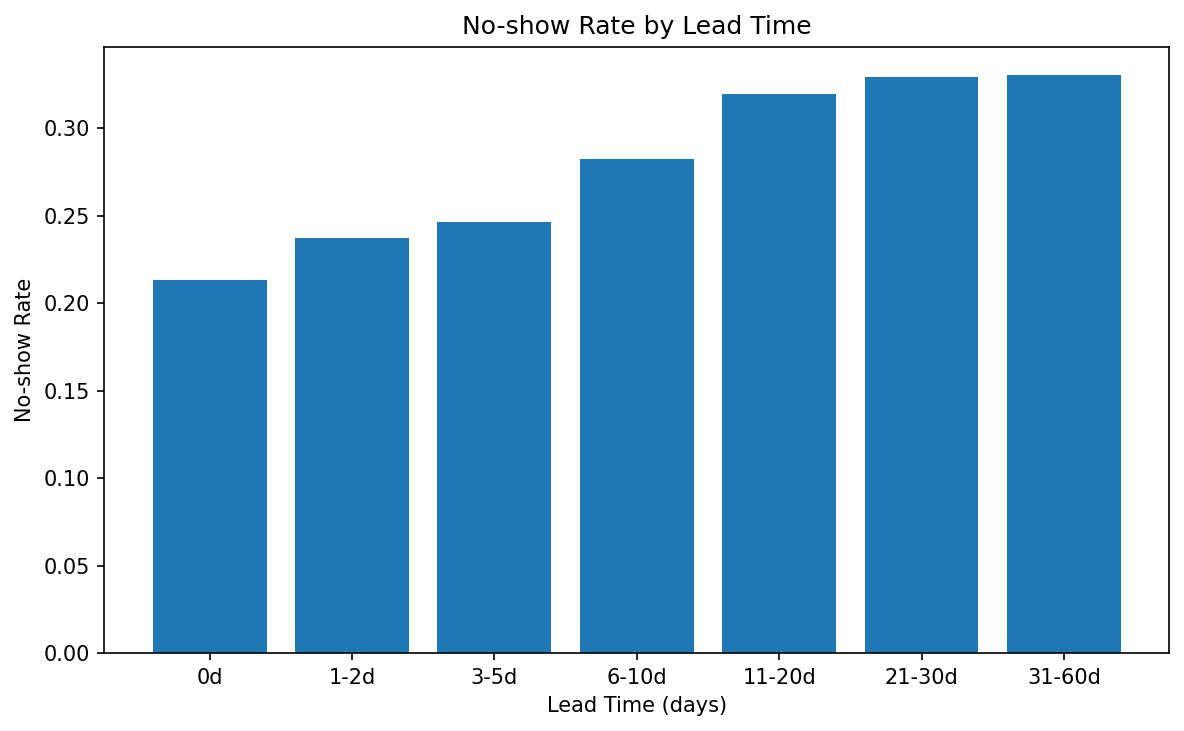 No-show Rate by Lead Time
No-show Rate
0.30
0.25
0.20
0.15
0.10
0.05
0.00
0d 1-2d 3-5d 6-10d 11-20d 21-30d 31-60d
Lead Time (days)